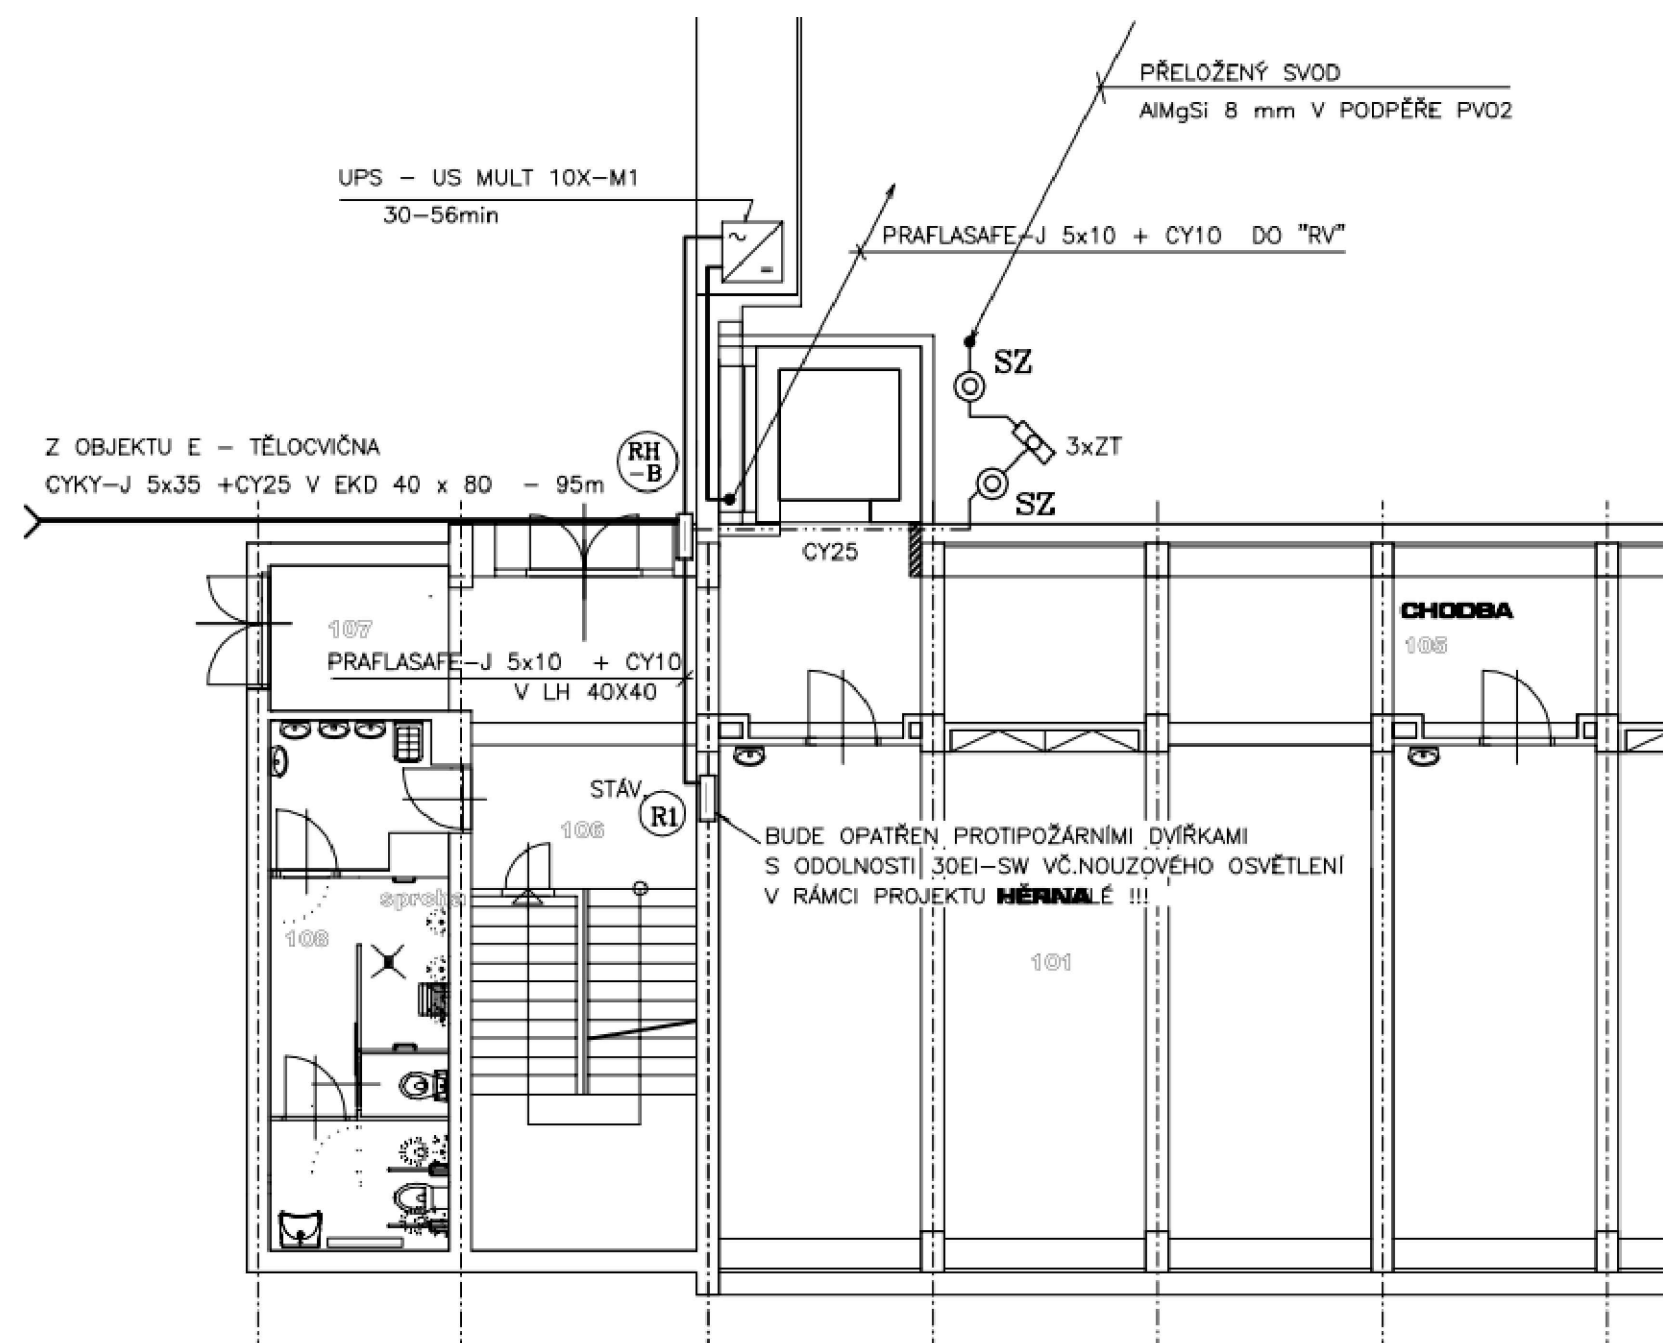 PŘELOŽENÝ SVOD
AlMgSi 8 mm V PODPĚŘE PV02
UPS – US MULT 10X–M1
30–56min
PRAFLASAFE–J 5x10 + CY10 DO "RV"
SZ
3xZT
SZ
Z OBJEKTU E – TĚLOCVIČNA
CYKY–J 5x35 +CY25 V EKD 40 x 80 – 95m
RH
–B
CY25
107
PRAFLASAFE–J 5x10 + CY10
V LH 40X40
CHODBA
105
STÁV.
R1
106
BUDE OPATŘEN PROTIPOŽÁRNÍMI DVÍŘKAMI
S ODOLNOSTI 30EI–SW VČ.NOUZOVÉHO OSVĚTLENÍ
V RÁMCI PROJEKTU HERNA LÉ !!!
sprcha
108
101